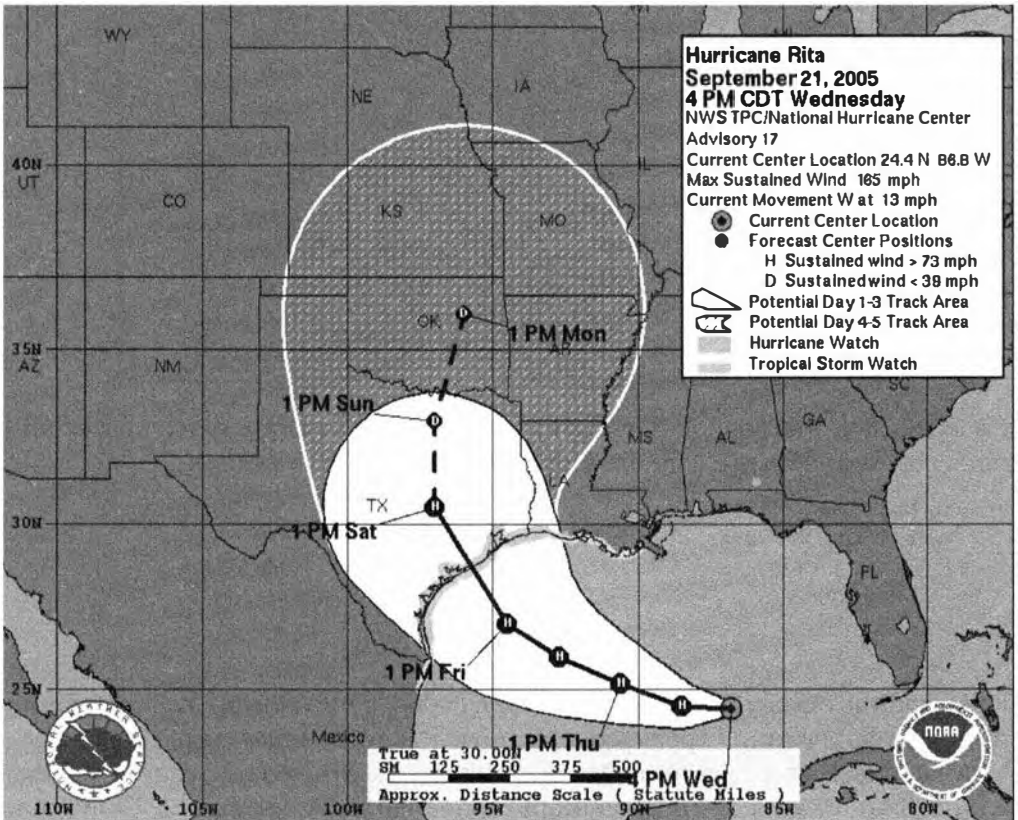 WY
NE
IA
MI
IL
UT
CO
KS
MO
AZ
NM
OK
AR
TX
LA
MS
AL
GA
SC
FL
Mexico
Hurricane Rita
September 21, 2005
4 PM CDT Wednesday
NWS TPC/National Hurricane Center
Advisory 17
Current Center Location 24.4 N 86.8 W
Max Sustained Wind 165 mph
Current Movement W at 13 mph
Current Center Location
Forecast Center Positions
H Sustained wind > 73 mph
D Sustained wind < 39 mph
Potential Day 1-3 Track Area
Potential Day 4-5 Track Area
Hurricane Watch
Tropical Storm Watch
D
1 PM Mon
1 PM Sun
D
1 PM Sat
H
1 PM Fri
H
H
H
H
1 PM Thu
4 PM Wed
40N
35N
30N
25N
True at 30.00N
SM 125 250 375 500
Approx. Distance Scale ( Statute Miles )
110W 105W 100W 95W 90W 85W 80W
NOAA